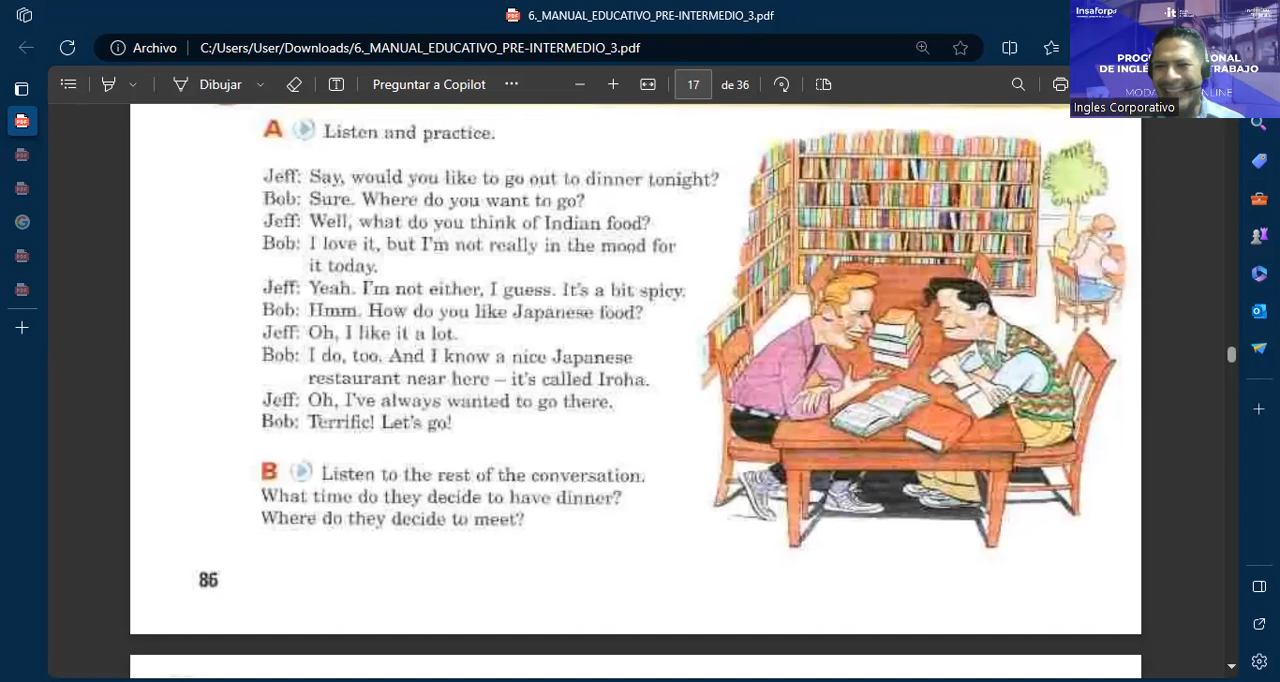 6._MANUAL_EDUCATIVO_PRE-INTERMEDIO_3.pdf
Archivo
C:/Users/User/Downloads/6._MANUAL_EDUCATIVO_PRE-INTERMEDIO_3.pdf
Dibujar
Preguntar a Copilot
17
de 36
Insaforp
Ingles Corporativo
A Listen and practice.
Jeff: Say, would you like to go out to dinner tonight?
Bob: Sure. Where do you want to go?
Jeff: Well, what do you think of Indian food?
Bob: I love it, but I'm not really in the mood for
it today.
Jeff: Yeah. I'm not either, I guess. It's a bit spicy.
Bob: Hmm. How do you like Japanese food?
Jeff: Oh, I like it a lot.
Bob: I do, too. And I know a nice Japanese
restaurant near here – it's called Iroha.
Jeff: Oh, I've always wanted to go there.
Bob: Terrific! Let's go!
B Listen to the rest of the conversation.
What time do they decide to have dinner?
Where do they decide to meet?
86